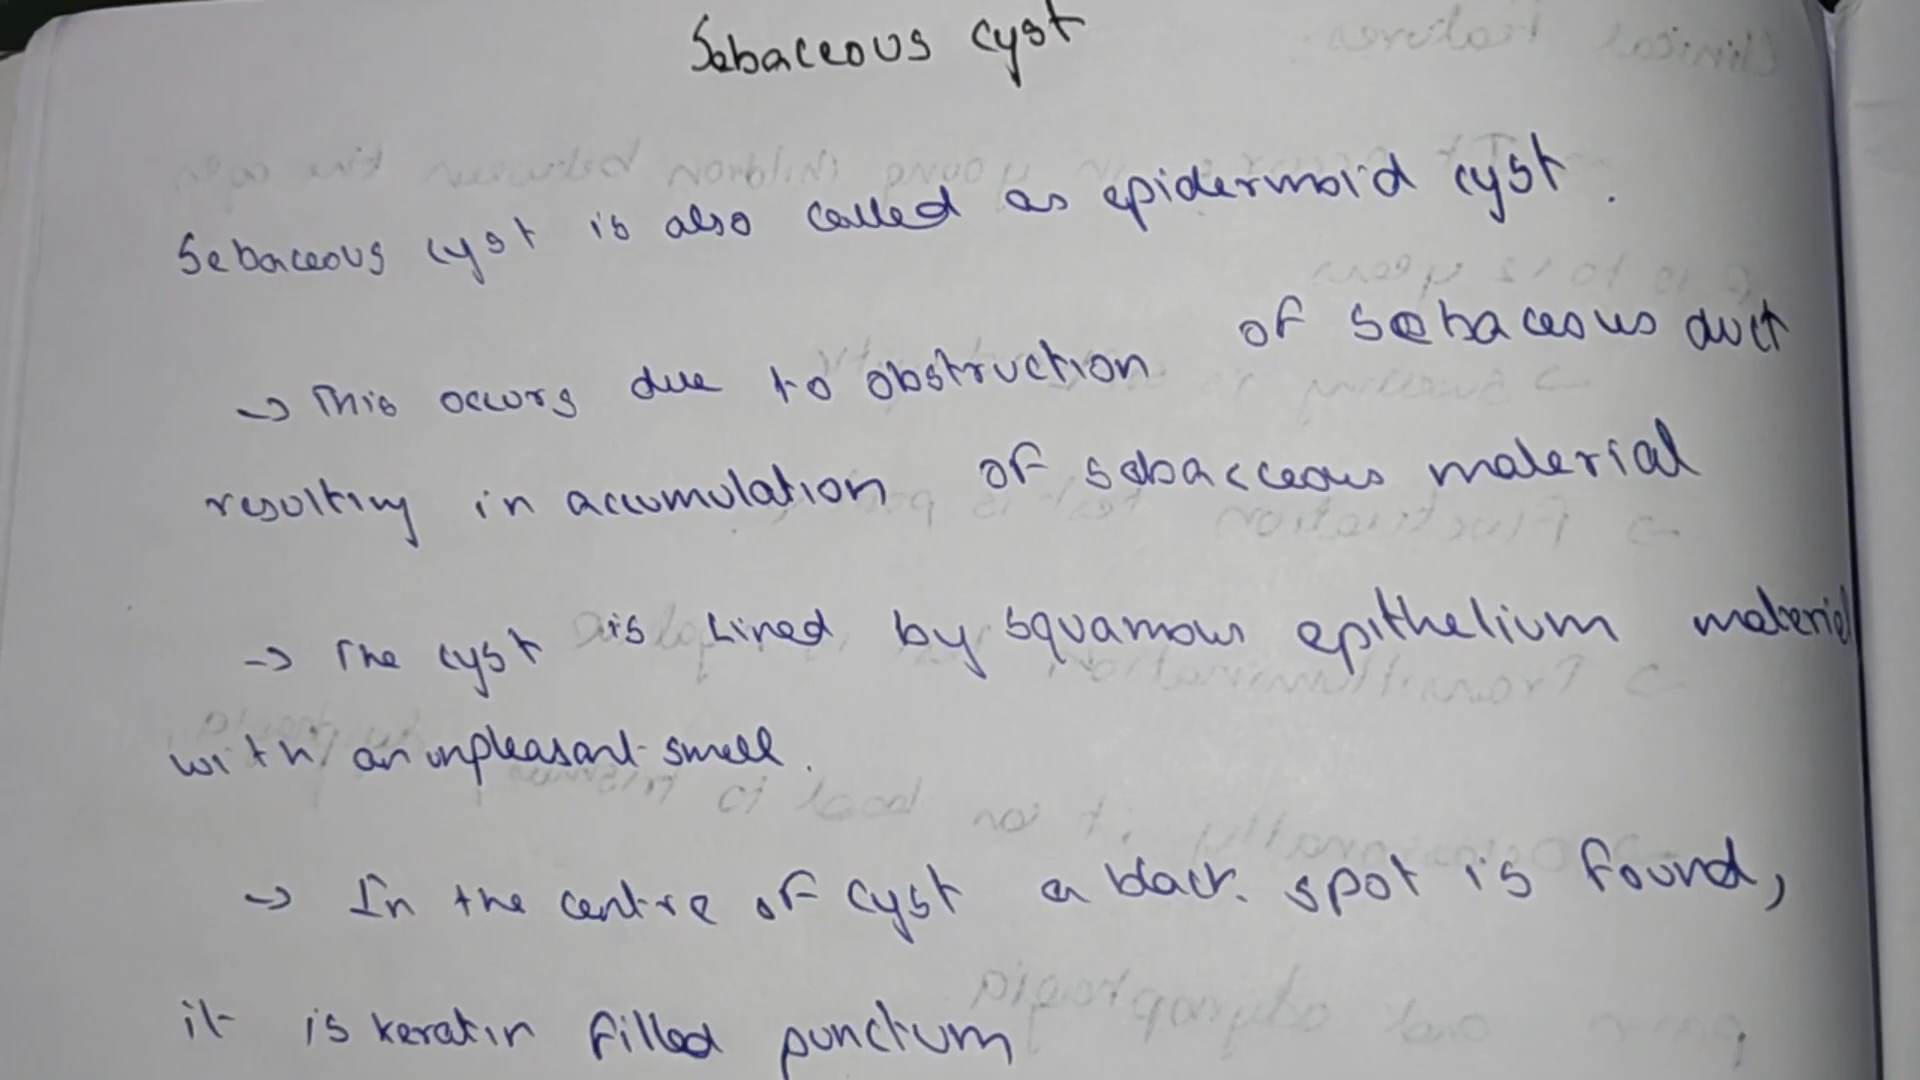 Sebaceous cyst
Sebaceous cyst is also called as epidermoid cyst.
→ This occurs due to obstruction of sebaceous duct
resulting in accumulation of sebacceous material
→ The cyst is Lined by squamous epithelium material
with an unpleasant smell.
→ In the centre of cyst a black spot is found,
it is keratin filled punctum